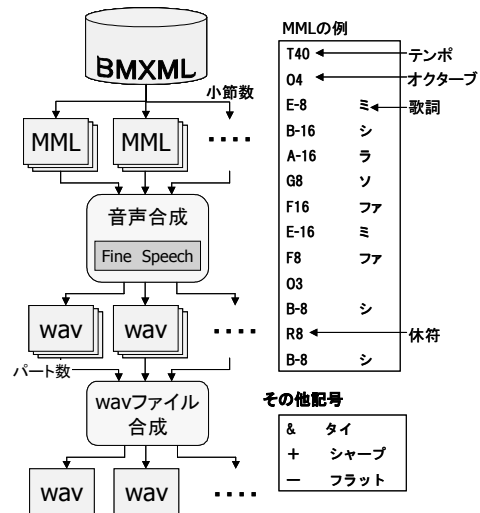 BMXML
小節数
MML
MML
････
音声合成
Fine Speech
wav
wav
････
パート数
wavファイル
合成
wav
wav
････
MMLの例
T40
テンポ
O4
オクターブ
E-8 ミ
歌詞
B-16 シ
A-16 ラ
G8 ソ
F16 ファ
E-16 ミ
F8 ファ
O3
B-8 シ
R8
休符
B-8 シ
その他記号
& タイ
+ シャープ
− フラット